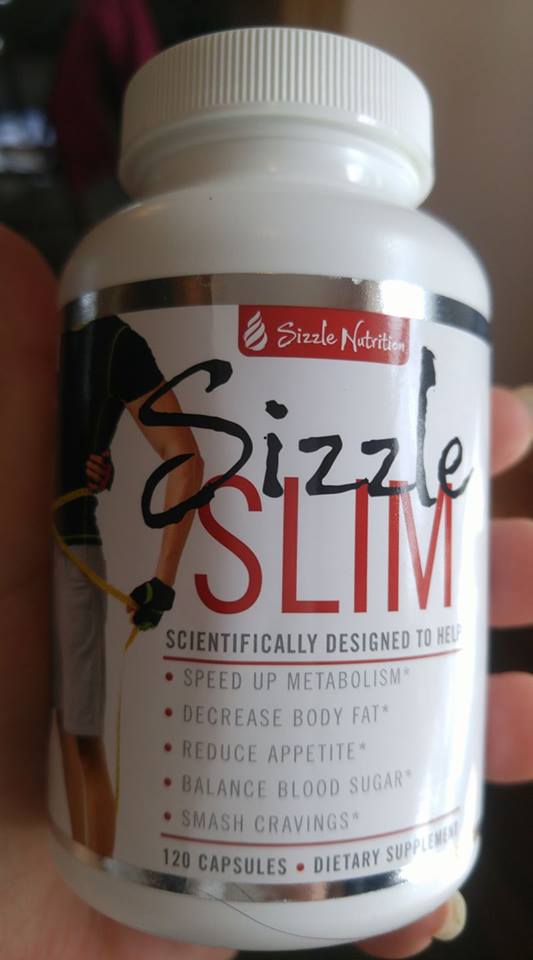 Sizzle Nutrition
Sizzle
SLIM
SCIENTIFICALLY DESIGNED TO HELP
• SPEED UP METABOLISM*
• DECREASE BODY FAT*
• REDUCE APPETITE*
• BALANCE BLOOD SUGAR*
• SMASH CRAVINGS*
120 CAPSULES • DIETARY SUPPLEMENT